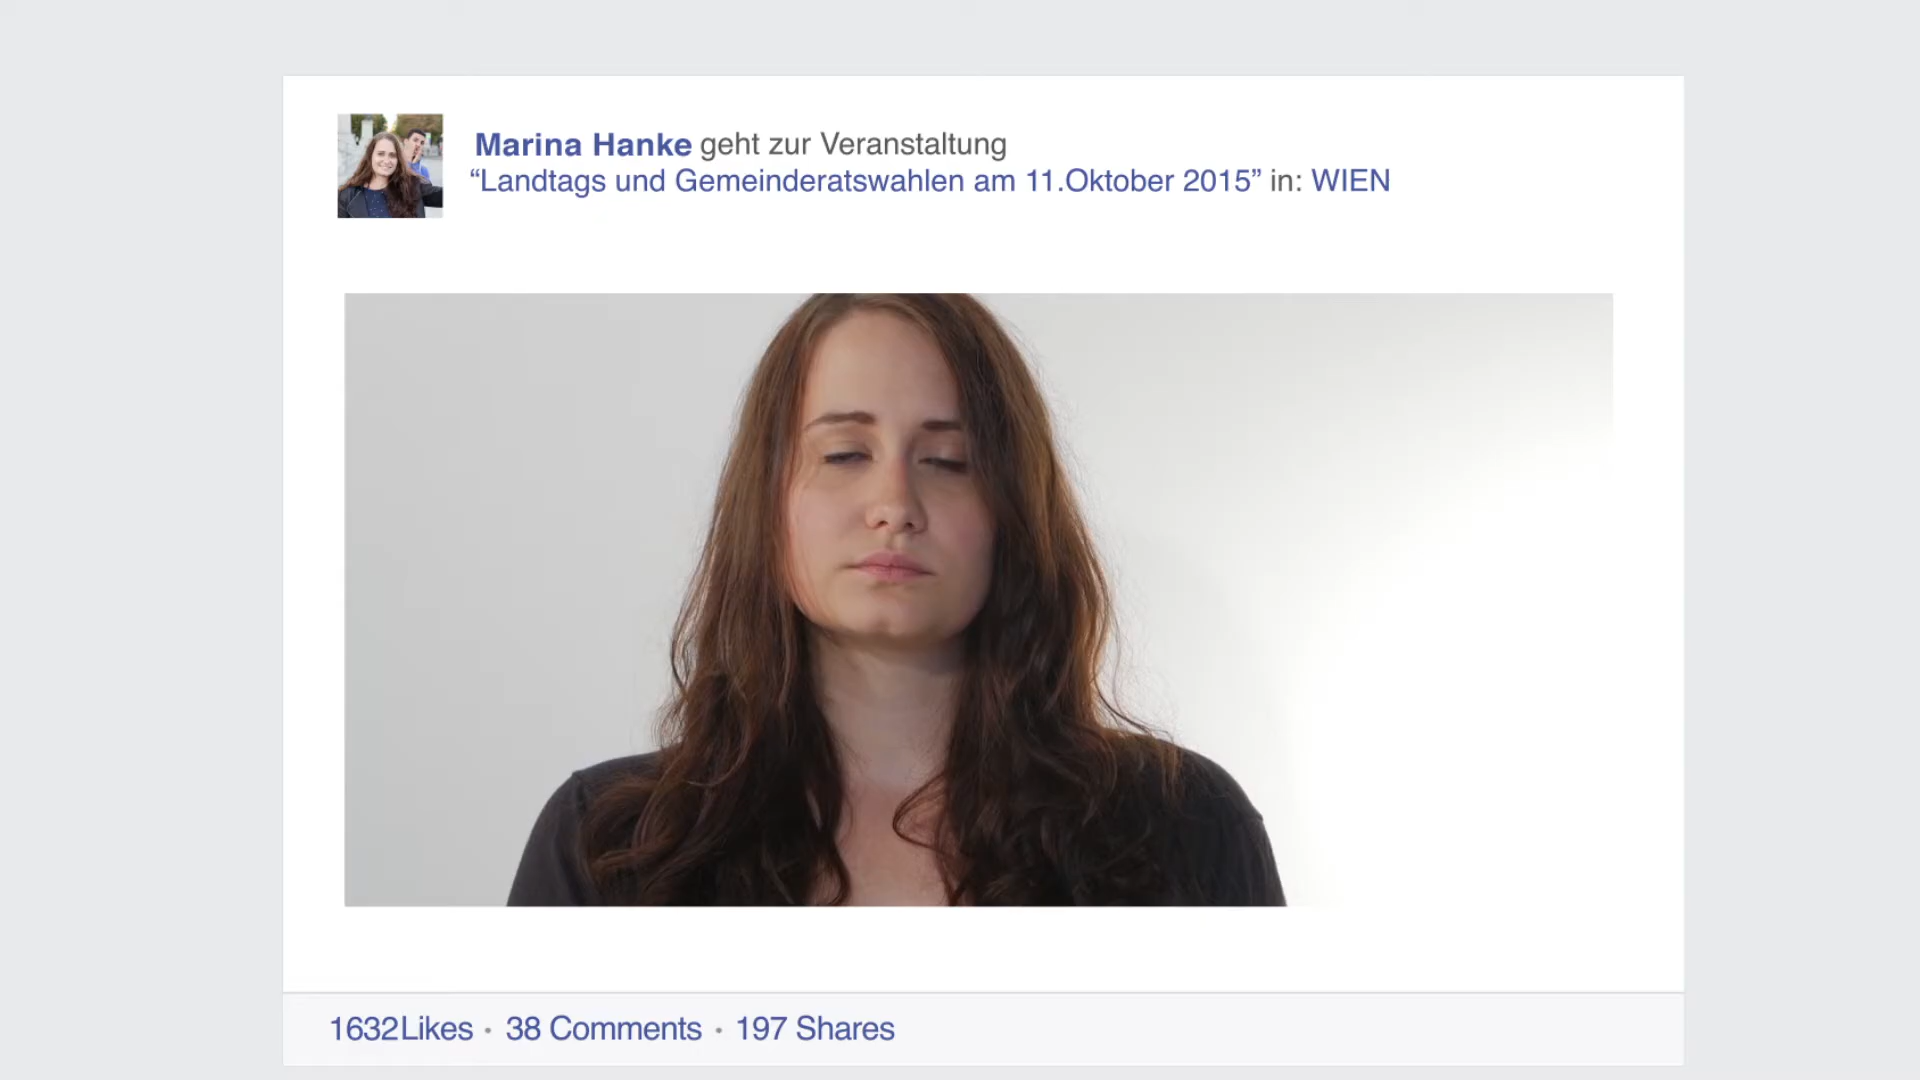 Marina Hanke geht zur Veranstaltung
“Landtags und Gemeinderatswahlen am 11.Oktober 2015” in: WIEN
1632Likes • 38 Comments • 197 Shares